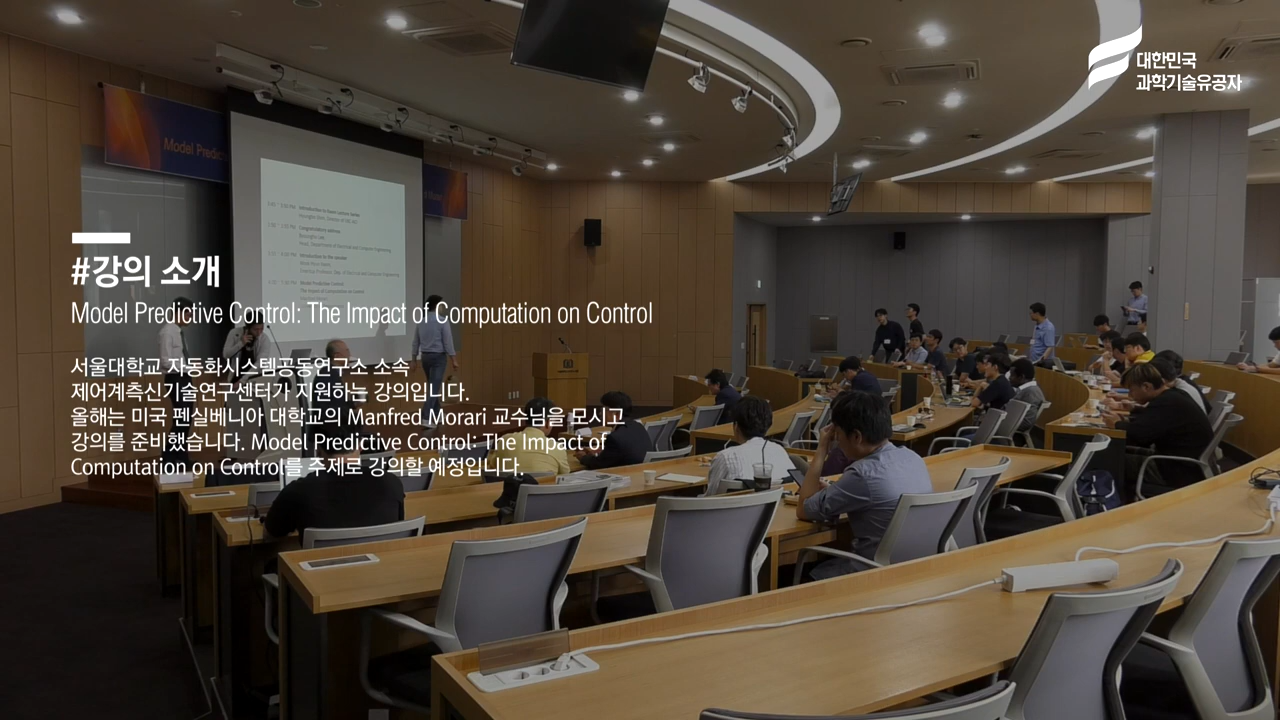 대한민국
과학기술유공자
Model Predic
#강의 소개
Model Predictive Control: The Impact of Computation on Control
서울대학교 자동화시스템공동연구소 소속
제어계측신기술연구센터가 지원하는 강의입니다.
올해는 미국 펜실베니아 대학교의 Manfred Morari 교수님을 모시고
강의를 준비했습니다. Model Predictive Control: The Impact of
Computation on Control를 주제로 강의할 예정입니다.